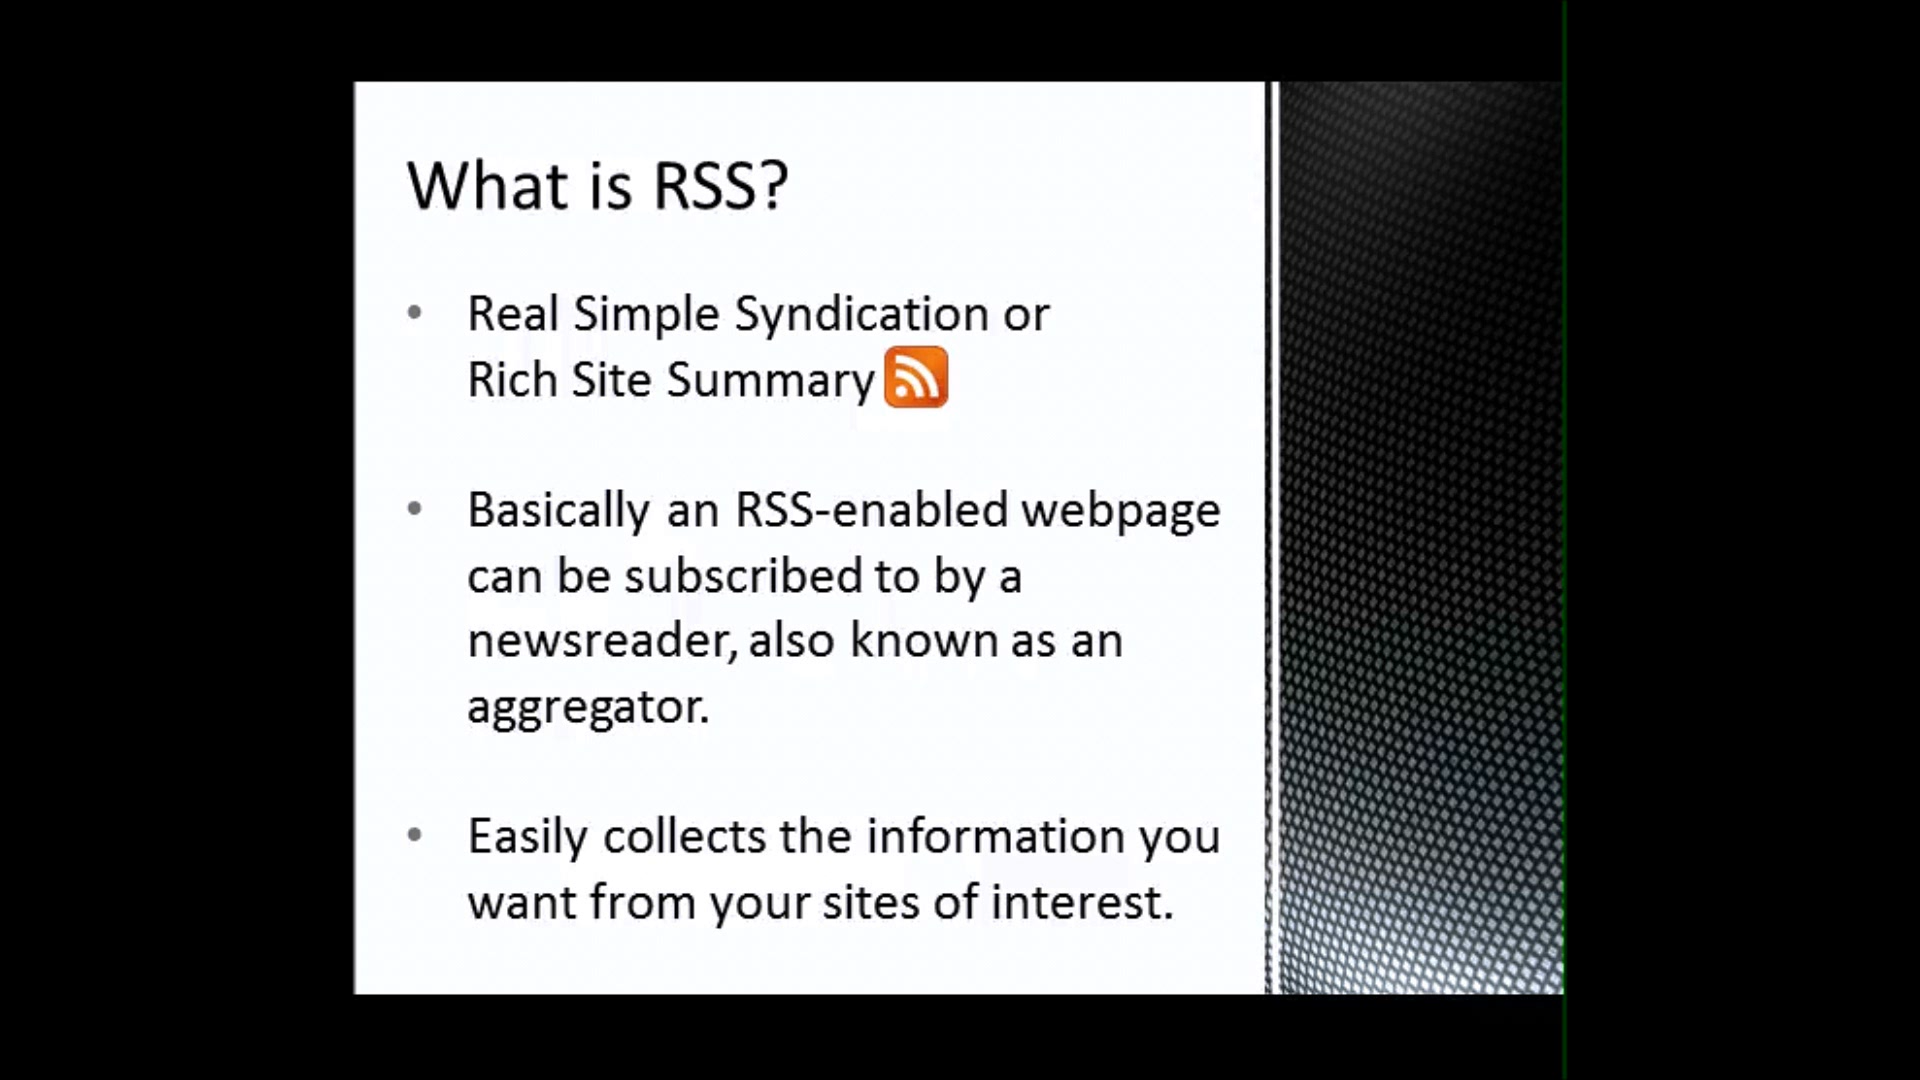 What is RSS?
• Real Simple Syndication or
Rich Site Summary
• Basically an RSS-enabled webpage
can be subscribed to by a
newsreader, also known as an
aggregator.
• Easily collects the information you
want from your sites of interest.